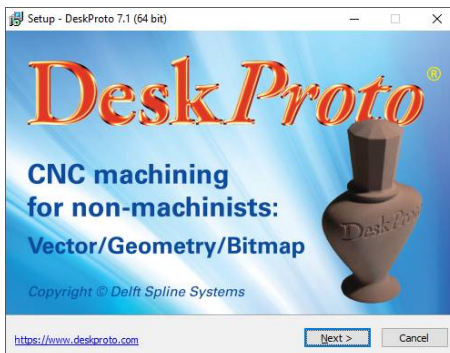 Setup - DeskProto 7.1 (64 bit)
DeskProto®
CNC machining
for non-machinists:
Vector/Geometry/Bitmap
DeskProto
Copyright © Delft Spline Systems
https://www.deskproto.com
Next >
Cancel